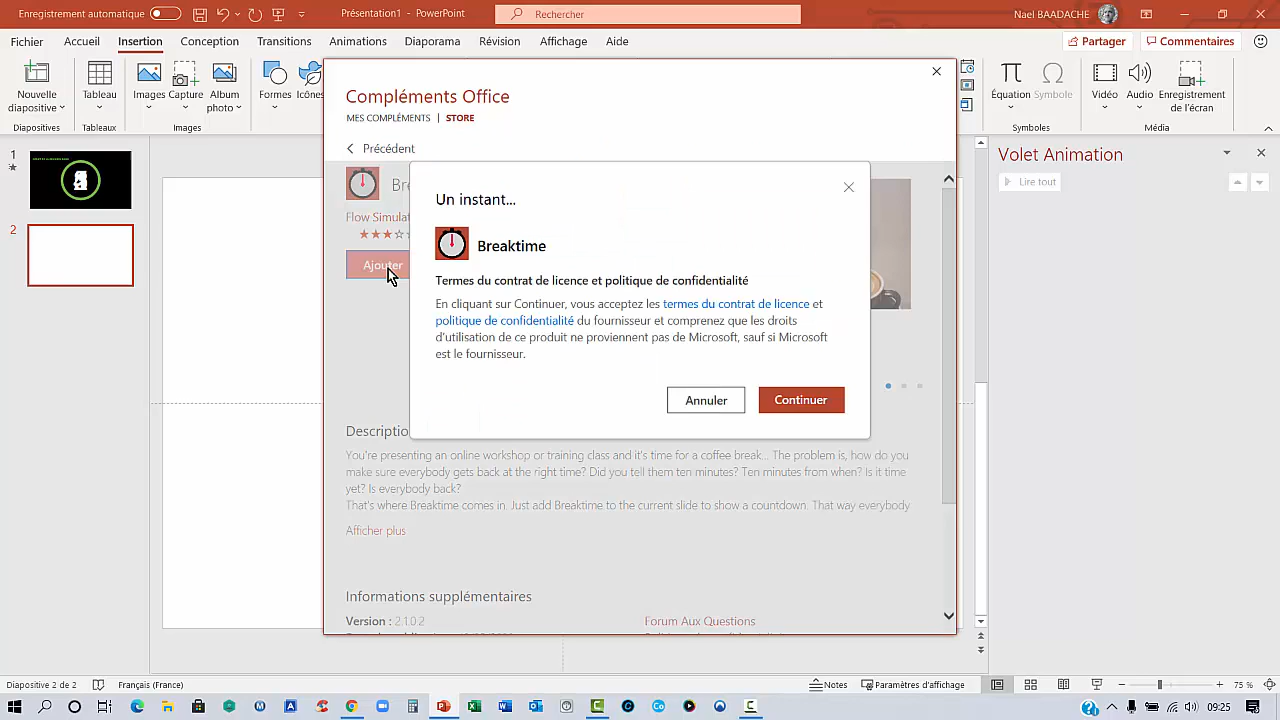 Enregistrement automatique
Présentation1 - PowerPoint
Rechercher
Nael BAADACHE
Fichier
Accueil
Insertion
Conception
Transitions
Animations
Diaporama
Révision
Affichage
Aide
Partager
Commentaires
Nouvelle
diapositive
Tableau
Images
Capture
Album
photo
Formes
Icônes
Équation
Symbole
Vidéo
Audio
Enregistrement
de l'écran
Diapositives
Tableaux
Images
Symboles
Média
Compléments Office
MES COMPLÉMENTS | STORE
Précédent
Flow Simulat
Ajouter
Un instant...
Breaktime
Termes du contrat de licence et politique de confidentialité
En cliquant sur Continuer, vous acceptez les termes du contrat de licence et
politique de confidentialité du fournisseur et comprenez que les droits
d'utilisation de ce produit ne proviennent pas de Microsoft, sauf si Microsoft
est le fournisseur.
Annuler
Continuer
Descriptio
You're presenting an online workshop or training class and it's time for a coffee break... The problem is, how do you
make sure everybody gets back at the right time? Did you tell them ten minutes? Ten minutes from when? Is it time
yet? Is everybody back?
That's where Breaktime comes in. Just add Breaktime to the current slide to show a countdown. That way everybody
Afficher plus
Informations supplémentaires
Version : 2.1.0.2
Forum Aux Questions
1
2
Volet Animation
Lire tout
Diapositive 2 de 2
Français (France)
Notes
Paramètres d'affichage
75 %
09:25